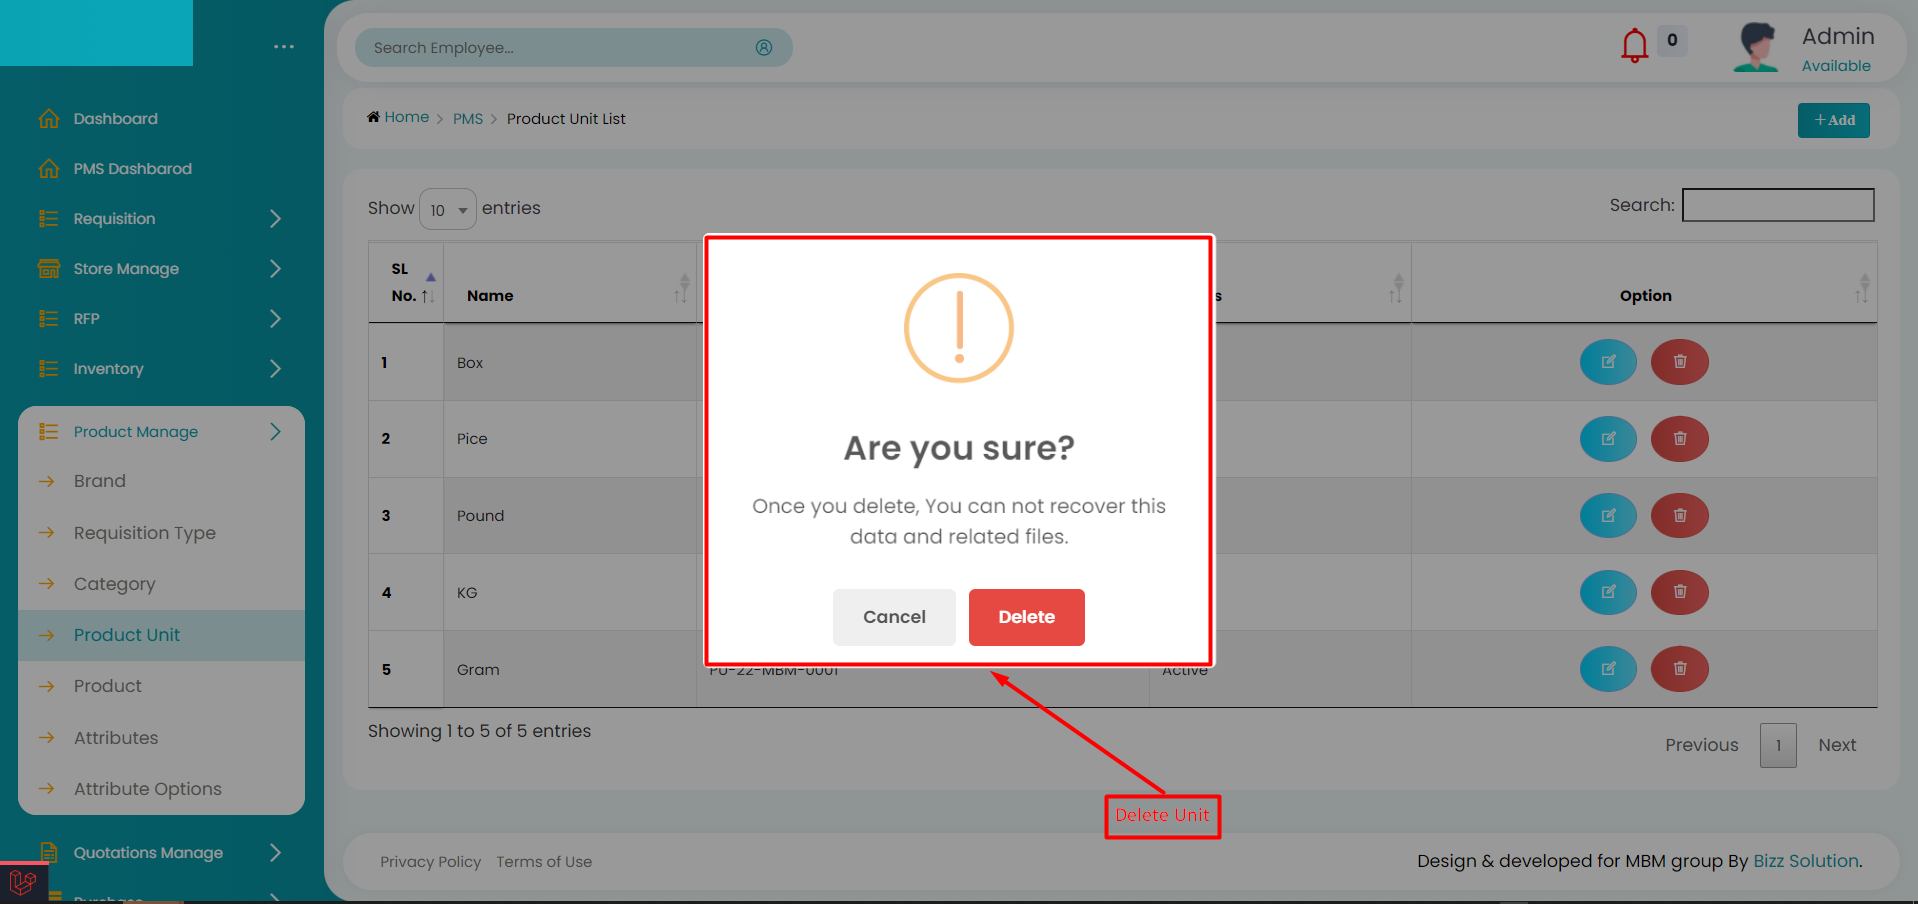 Search Employee...
0
Admin
Available
Dashboard
PMS Dashbarod
Requisition
Store Manage
RFP
Inventory
Product Manage
Brand
Requisition Type
Category
Product Unit
Product
Attributes
Attribute Options
Quotations Manage
Home > PMS > Product Unit List
+ Add
Show 10 entries
Search:
SL
No.
Name
s
Option
1 Box
2 Pice
3 Pound
4 KG
5 Gram PU-22-MBM-0001 Active
Are you sure?
Once you delete, You can not recover this
data and related files.
Cancel
Delete
Showing 1 to 5 of 5 entries
Previous 1 Next
Delete Unit
Privacy Policy Terms of Use
Design & developed for MBM group By Bizz Solution.